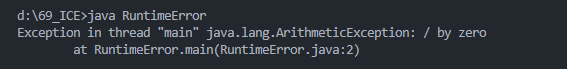 d:\69_ICE>java RuntimeError
Exception in thread "main" java.lang.ArithmeticException: / by zero
        at RuntimeError.main(RuntimeError.java:2)